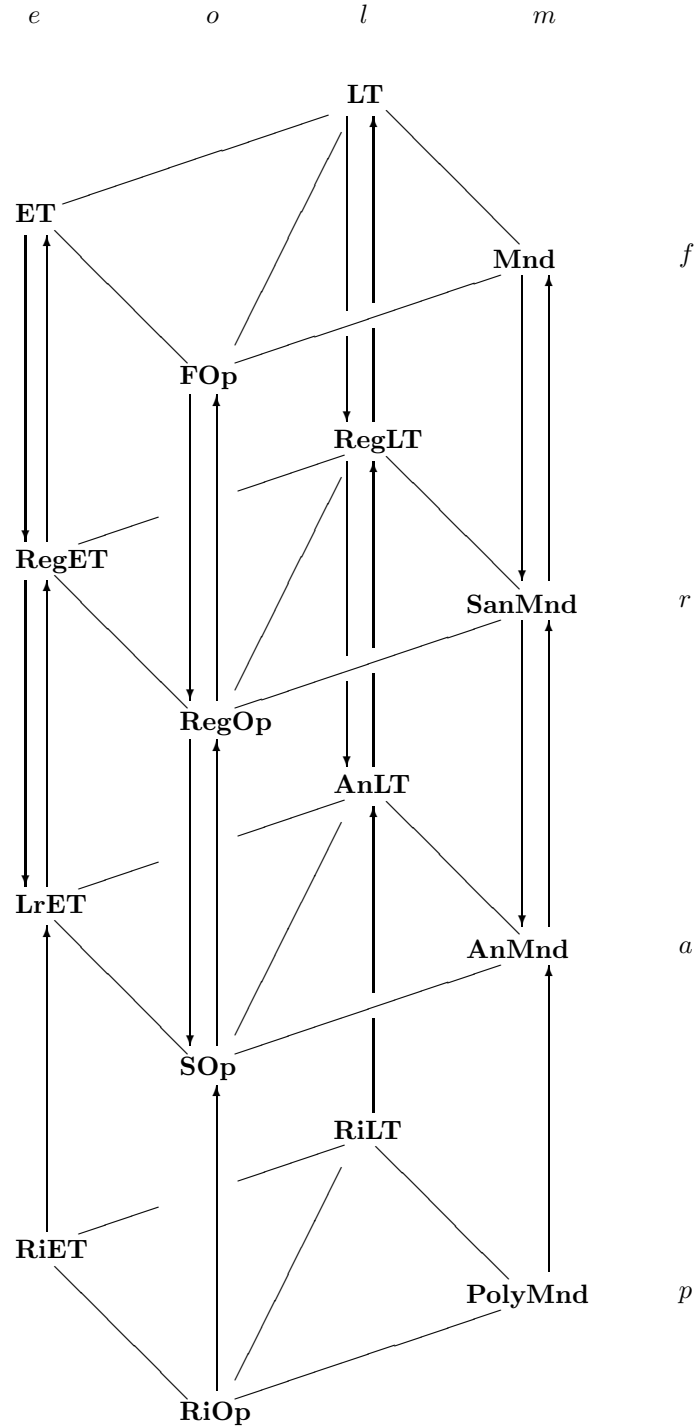 e o l m
LT
ET
Mnd f
FOp
RegLT
RegET
SanMnd r
RegOp
AnLT
LrET
AnMnd a
SOp
RiLT
RiET
PolyMnd p
RiOp